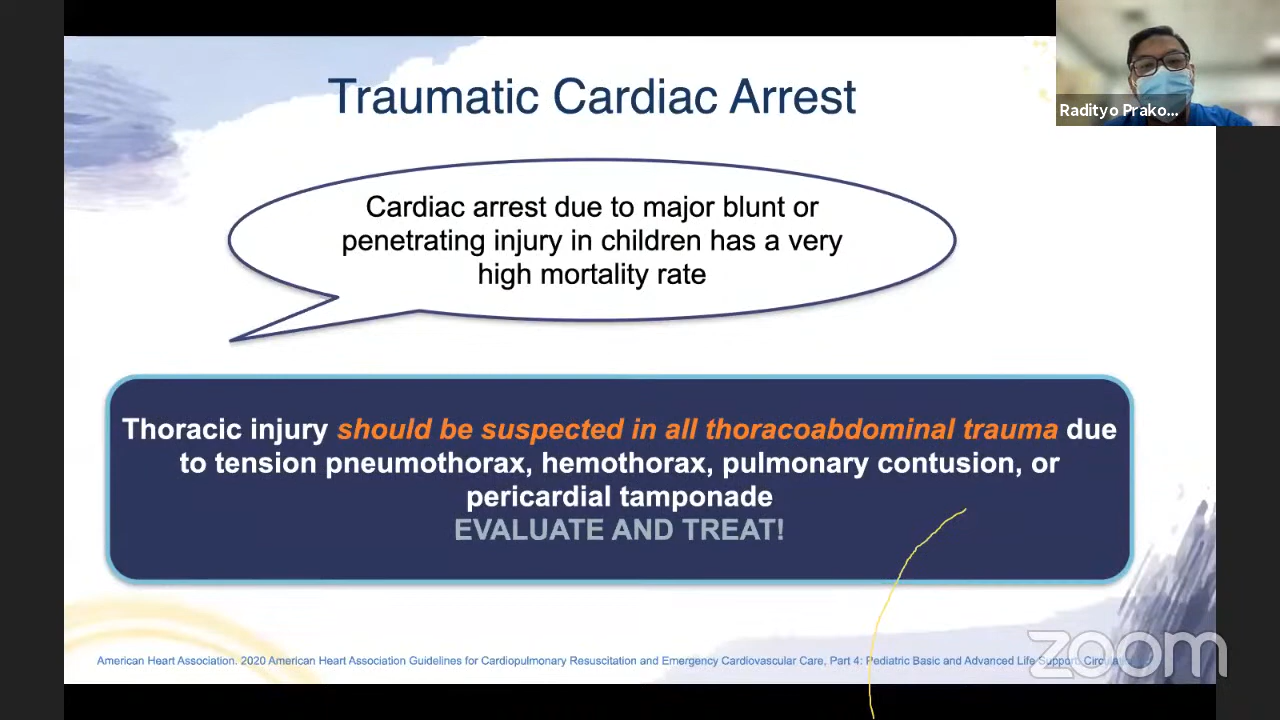 Traumatic Cardiac Arrest
Radityo Prako...
Cardiac arrest due to major blunt or
penetrating injury in children has a very
high mortality rate
Thoracic injury should be suspected in all thoracoabdominal trauma due
to tension pneumothorax, hemothorax, pulmonary contusion, or
pericardial tamponade
EVALUATE AND TREAT!
American Heart Association. 2020 American Heart Association Guidelines for Cardiopulmonary Resuscitation and Emergency Cardiovascular Care, Part 4: Pediatric Basic and Advanced Life Support.
zoom